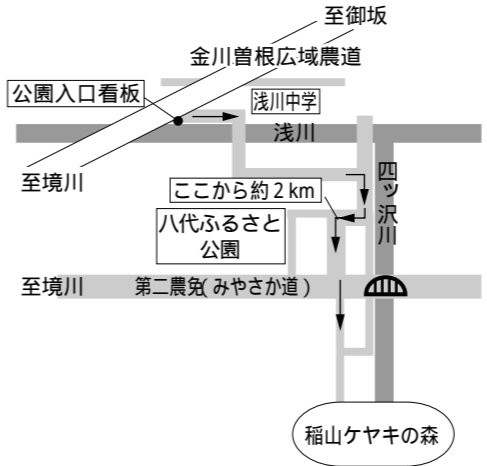 至御坂
金川曽根広域農道
公園入口看板
浅川中学
浅川
至境川
四ッ沢川
ここから約2km
八代ふるさと
公園
至境川
第二農免(みやさか道)
稲山ケヤキの森